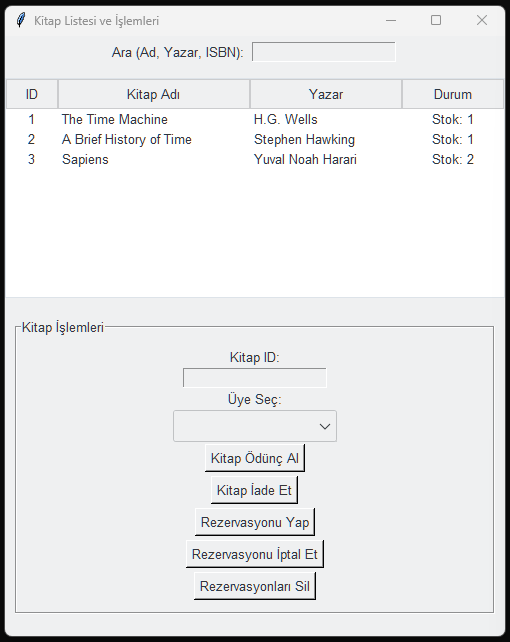 Kitap Listesi ve İşlemleri
Ara (Ad, Yazar, ISBN):
ID Kitap Adı Yazar Durum
1 The Time Machine H.G. Wells Stok: 1
2 A Brief History of Time Stephen Hawking Stok: 1
3 Sapiens Yuval Noah Harari Stok: 2
Kitap İşlemleri
Kitap ID:
Üye Seç:
Kitap Ödünç Al
Kitap İade Et
Rezervasyonu Yap
Rezervasyonu İptal Et
Rezervasyonları Sil